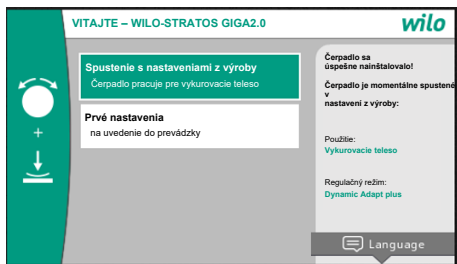 VITAJTE – WILO-STRATOS GIGA2.0
wilo
Spustenie s nastaveniami z výroby
Čerpadlo pracuje pre vykurovacie teleso
Prvé nastavenia
na uvedenie do prevádzky
+
Čerpadlo sa
úspešne nainštalovalo!
Čerpadlo je momentálne spustené
v
nastavení z výroby:
Použitie:
Vykurovacie teleso
Regulačný režim:
Dynamic Adapt plus
Language